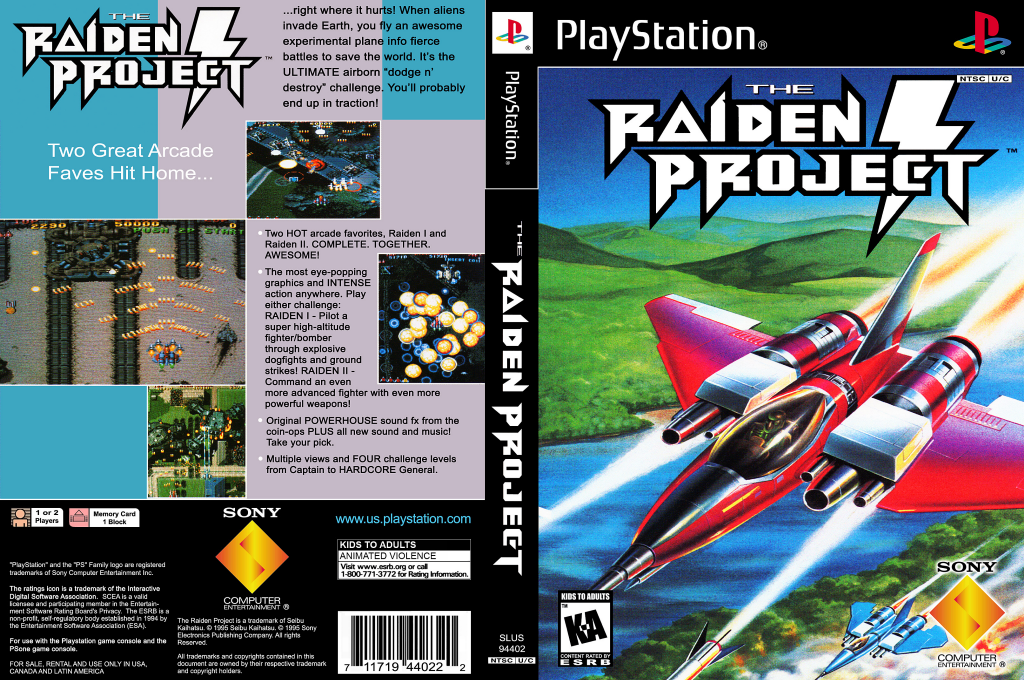 THE
RAIDEN
PROJECT
™
...right where it hurts! When aliens
invade Earth, you fly an awesome
experimental plane info fierce
battles to save the world. It's the
ULTIMATE airborn "dodge n'
destroy" challenge. You'll probably
end up in traction!
Two Great Arcade
Faves Hit Home...
2230
50000
PUSH 2P START
• Two HOT arcade favorites, Raiden I and
Raiden II. COMPLETE. TOGETHER.
AWESOME!
• The most eye-popping
graphics and INTENSE
action anywhere. Play
either challenge:
RAIDEN I - Pilot a
super high-altitude
fighter/bomber
through explosive
dogfights and ground
strikes! RAIDEN II -
Command an even
more advanced fighter with even more
powerful weapons!
• Original POWERHOUSE sound fx from the
coin-ops PLUS all new sound and music!
Take your pick.
• Multiple views and FOUR challenge levels
from Captain to HARDCORE General.
1 or 2
Players
Memory Card
1 Block
"PlayStation" and the "PS" Family logo are registered
trademarks of Sony Computer Entertainment Inc.
The ratings icon is a trademark of the Interactive
Digital Software Association. SCEA is a valid
licensee and participating member in the Entertain-
ment Software Rating Board's Privacy. The ESRB is a
non-profit, self-regulatory body established in 1994 by
the Entertainment Software Association (ESA).
For use with the Playstation game console and the
PSone game console.
FOR SALE, RENTAL AND USE ONLY IN USA,
CANADA AND LATIN AMERICA
SONY
COMPUTER
ENTERTAINMENT ®
The Raiden Project is a trademark of Seibu
Kaihatsu. © 1995 Seibu Kaihatsu. © 1995 Sony
Electronics Publishing Company. All rights
Reserved.
All trademarks and copyrights contained in this
document are owned by their respective trademark
and copyright holders.
www.us.playstation.com
KIDS TO ADULTS
ANIMATED VIOLENCE
Visit www.esrb.org or call
1-800-771-3772 for Rating Information.
7 11719 44022 2
®
PlayStation®
THE
RAIDEN PROJECT
SLUS
94402
NTSC U/C
PlayStation®
®
NTSC U/C
THE
RAIDEN
PROJECT
™
KIDS TO ADULTS
™
K-A
CONTENT RATED BY
ESRB
SONY
COMPUTER
ENTERTAINMENT ®